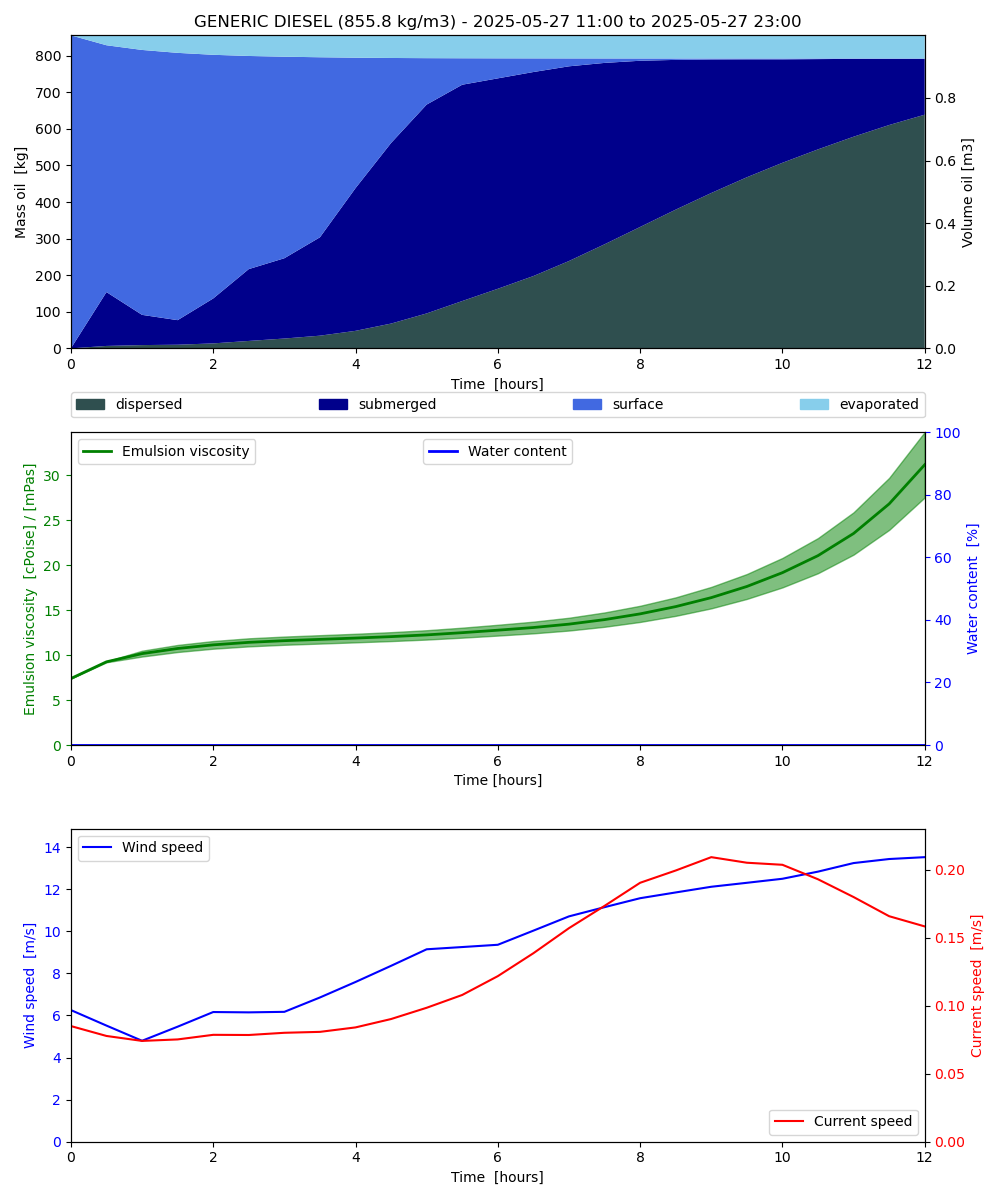 GENERIC DIESEL (855.8 kg/m3) - 2025-05-27 11:00 to 2025-05-27 23:00
Mass oil  [kg]
800
700
600
500
400
300
200
100
0
0.8
0.6
0.4
0.2
0.0
Volume oil [m3]
0 2 4 6 8 10 12
Time  [hours]
dispersed submerged surface evaporated
Emulsion viscosity Water content
Emulsion viscosity  [cPoise] / [mPas]
30
25
20
15
10
5
0
100
80
60
40
20
0
Water content  [%]
0 2 4 6 8 10 12
Time [hours]
Wind speed
Wind speed  [m/s]
14
12
10
8
6
4
2
0
0.20
0.15
0.10
0.05
0.00
Current speed  [m/s]
Current speed
0 2 4 6 8 10 12
Time  [hours]